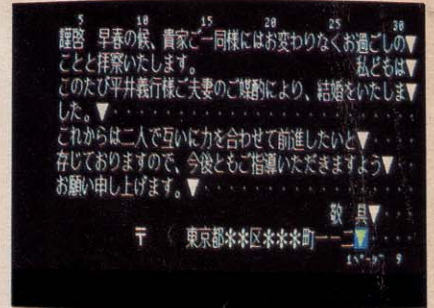 5 10 15 20 25 30
謹啓 早春の候、貴家ご一同様にはお変わりなくお過ごしの▼
ことと拝察いたします。 私どもは▼
このたび平井義行様ご夫妻のご媒酌により、結婚をいたしま▼
した。▼
これからは二人で互いに力を合わせて前進したいと▼
存じておりますので、今後ともご指導いただきますよう▼
お願い申し上げます。▼
敬 具▼
〒 ( 東京都**区***町一一二▼
1ページ 9